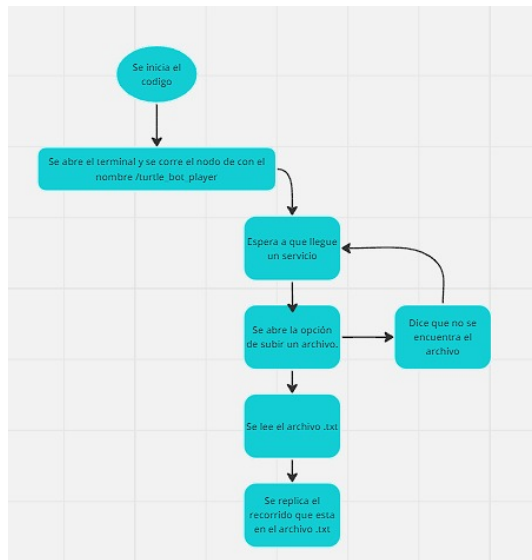 Se inicia el
codigo
Se abre el terminal y se corre el nodo de con el
nombre /turtle_bot_player
Espera a que llegue
un servicio
Se abre la opción
de subir un archivo.
Dice que no se
encuentra el
archivo
Se lee el archivo .txt
Se replica el
recorrido que esta
en el archivo .txt